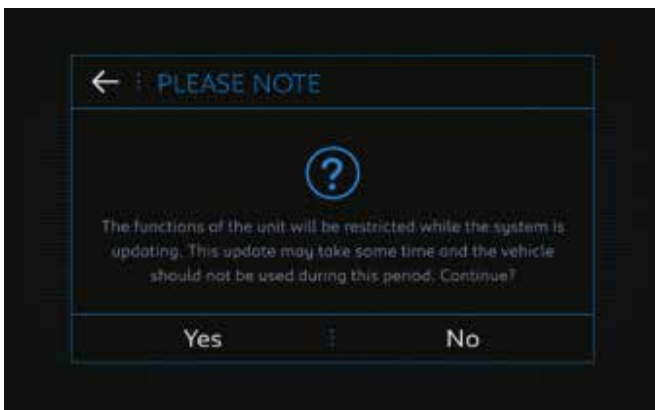 PLEASE NOTE
The functions of the unit will be restricted while the system is
updating. This update may take some time and the vehicle
should not be used during this period. Continue?
Yes
No